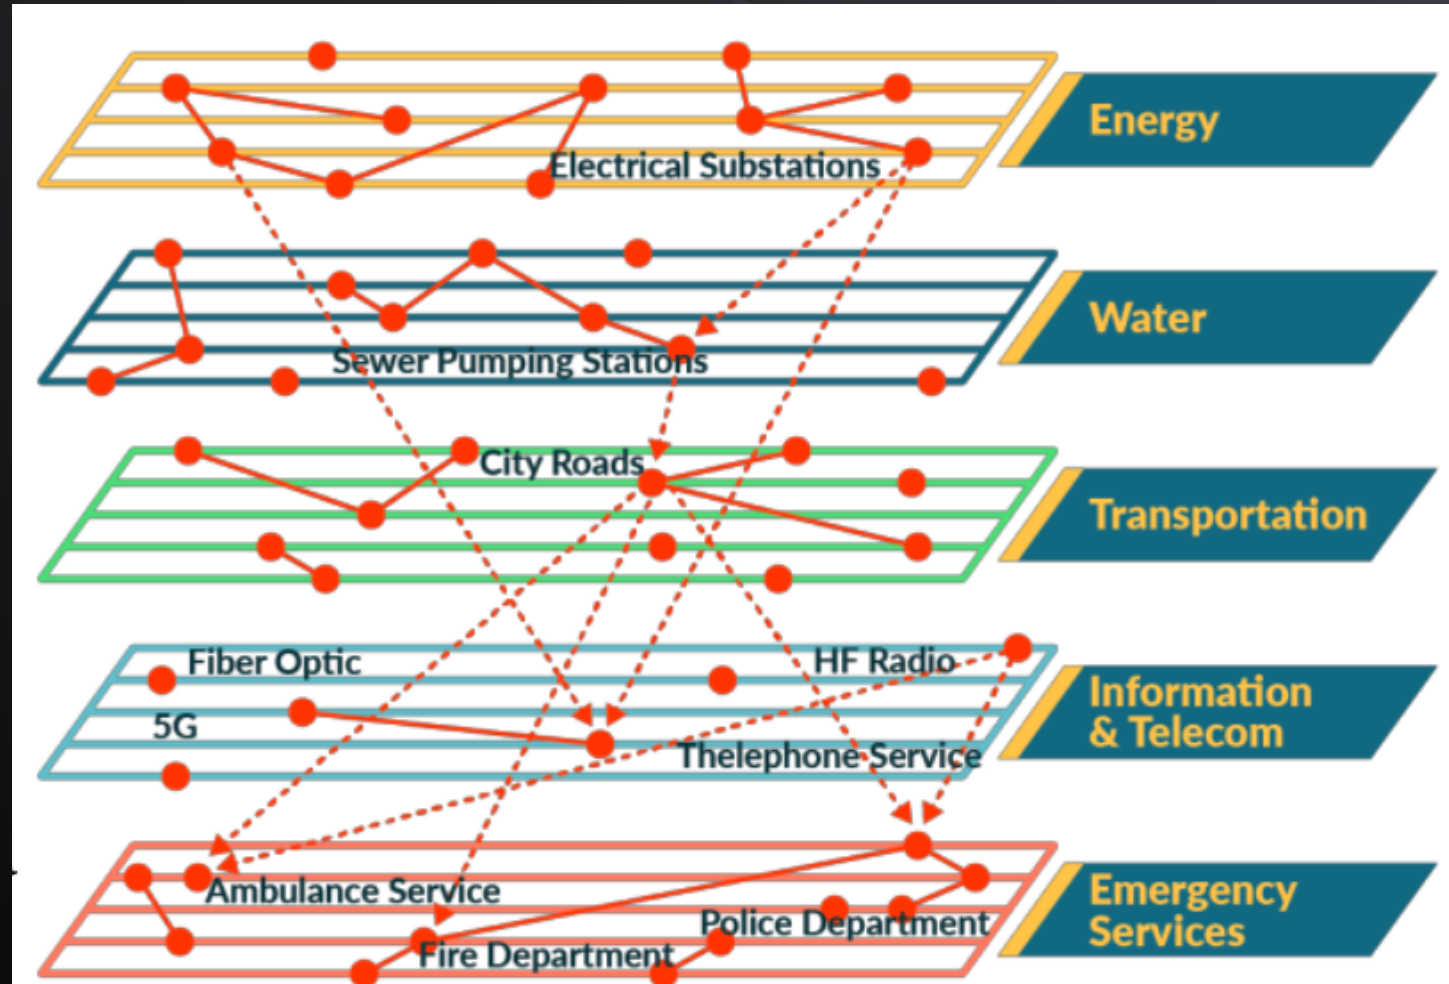 Energy
Electrical Substations
Water
Sewer Pumping Stations
City Roads
Transportation
Fiber Optic
HF Radio
5G
Thelephone Service
Information
& Telecom
Ambulance Service
Police Department
Fire Department
Emergency
Services